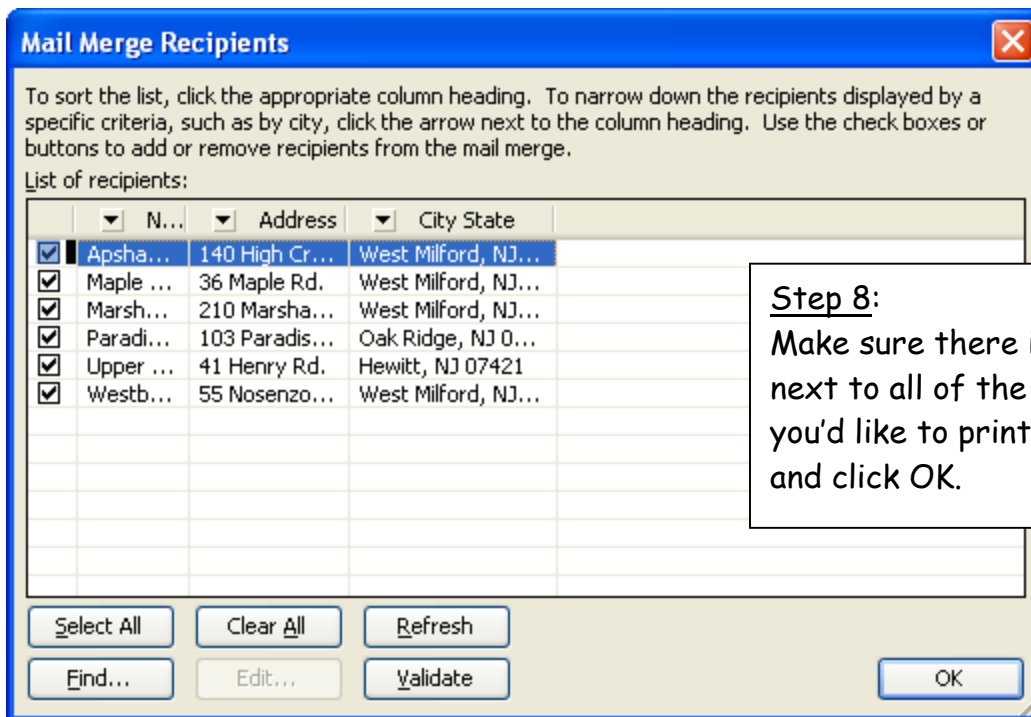 Mail Merge Recipients
To sort the list, click the appropriate column heading. To narrow down the recipients displayed by a
specific criteria, such as by city, click the arrow next to the column heading. Use the check boxes or
buttons to add or remove recipients from the mail merge.
List of recipients:
N... Address City State
Apsha... 140 High Cr... West Milford, NJ...
Maple ... 36 Maple Rd. West Milford, NJ...
Marsh... 210 Marsha... West Milford, NJ...
Paradi... 103 Paradis... Oak Ridge, NJ 0...
Upper ... 41 Henry Rd. Hewitt, NJ 07421
Westb... 55 Nosenzo... West Milford, NJ...
Step 8:
Make sure there
next to all of the
you'd like to print
and click OK.
Select All Clear All Refresh
Find... Edit... Validate OK